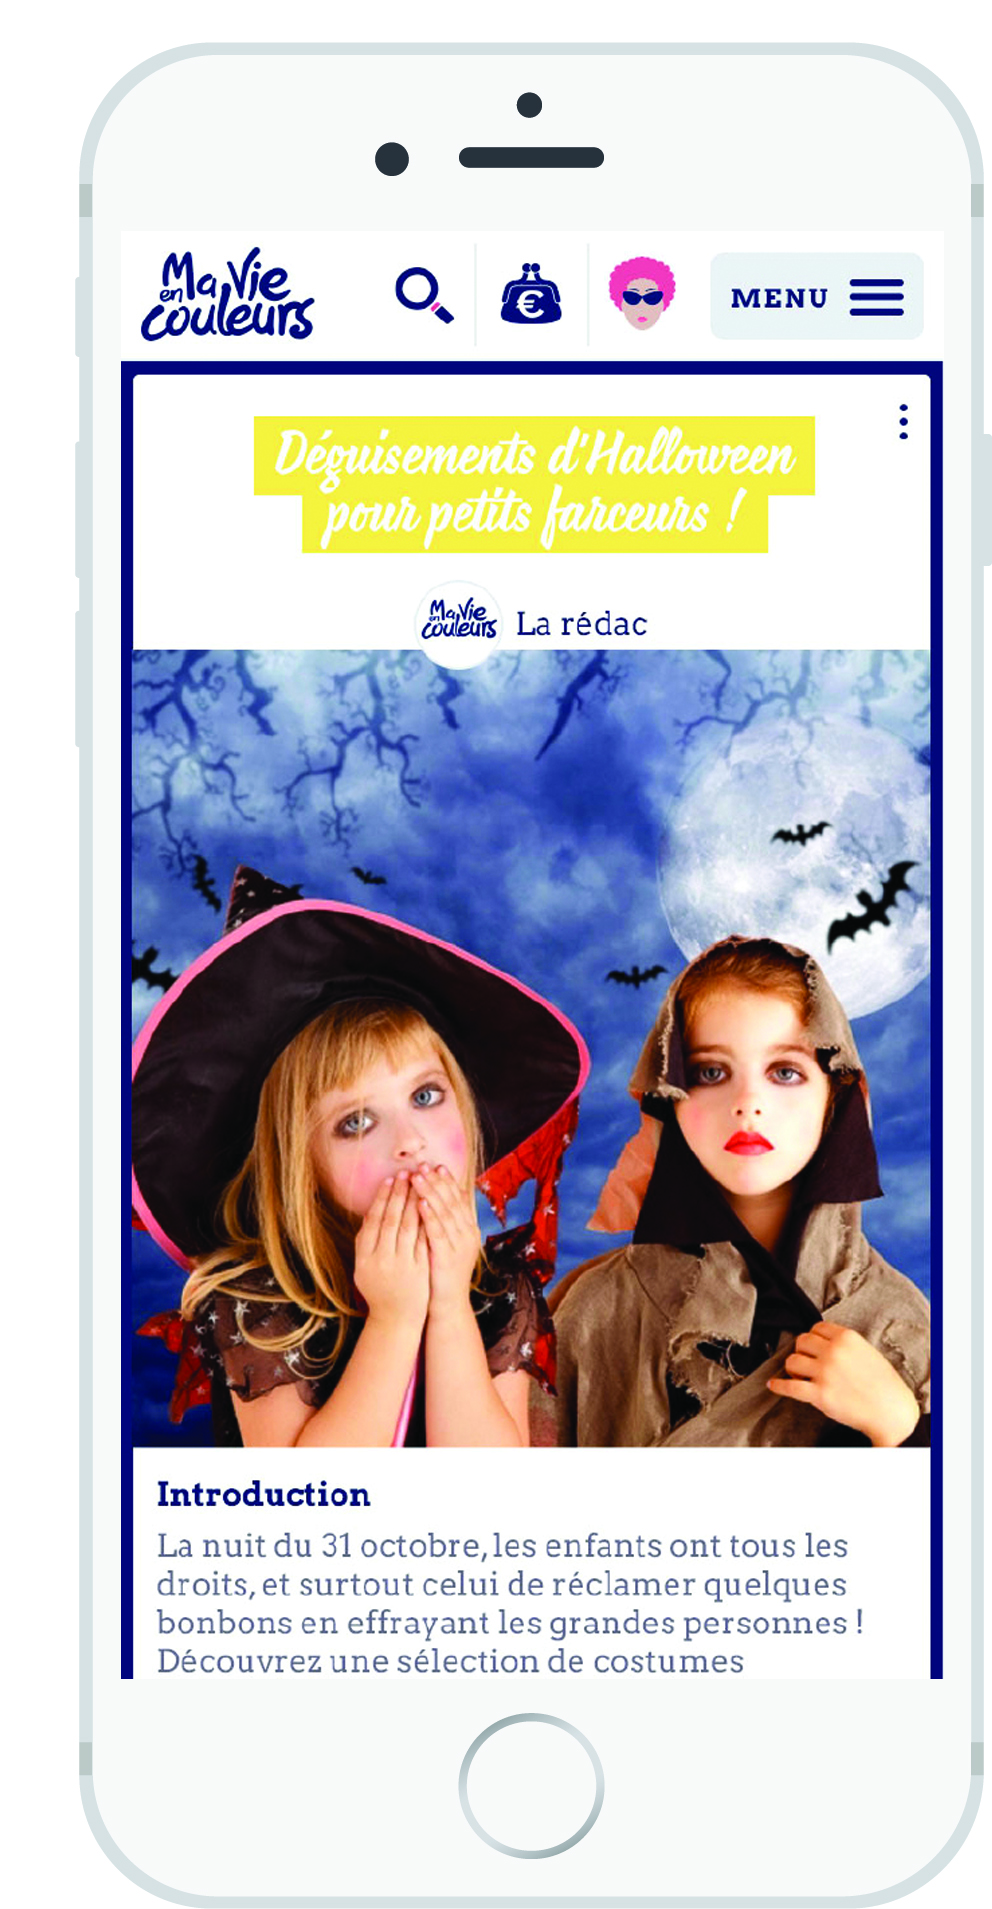 Ma Vie
en
couleurs
€
MENU
Déguisements d'Halloween
pour petits farceurs !
Ma Vie
en
couleurs
La rédac
Introduction
La nuit du 31 octobre, les enfants ont tous les
droits, et surtout celui de réclamer quelques
bonbons en effrayant les grandes personnes !
Découvrez une sélection de costumes